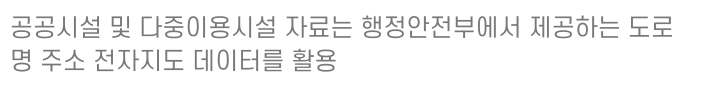 공공시설 및 다중이용시설 자료는 행정안전부에서 제공하는 도로
명 주소 전자지도 데이터를 활용